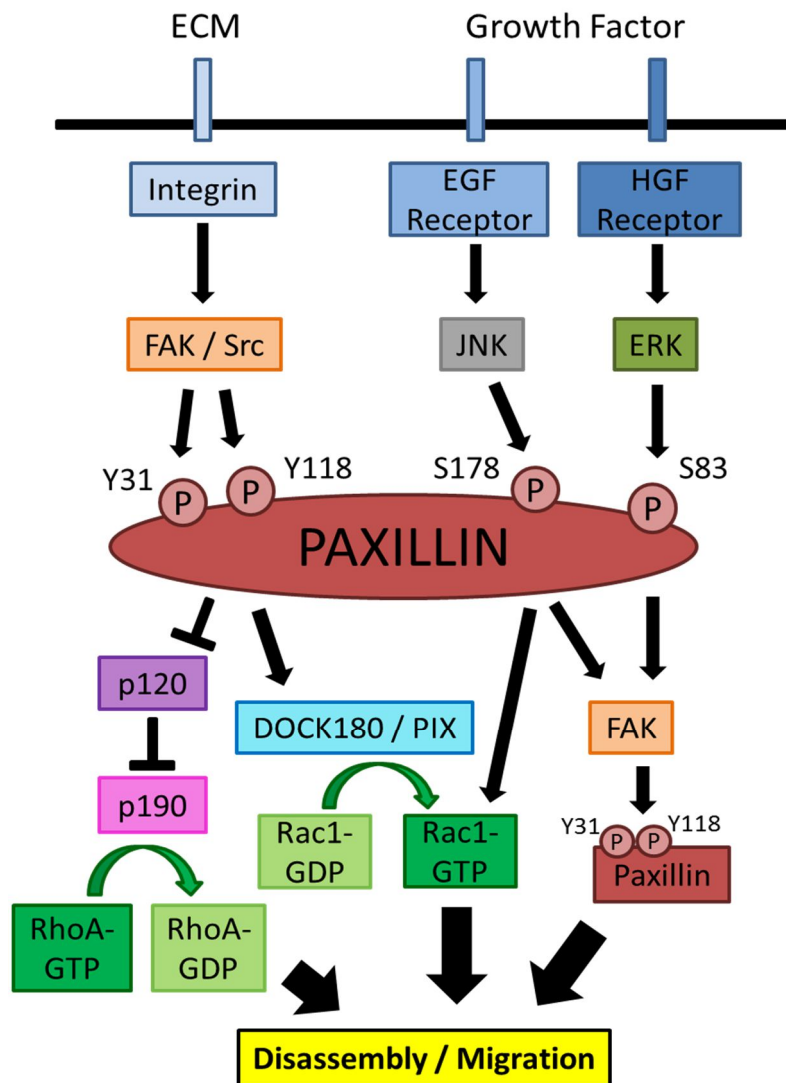 ECM
Growth Factor
Integrin
EGF
Receptor
HGF
Receptor
FAK / Src
JNK
ERK
Y31
Y118
S178
S83
P
P
P
P
PAXILLIN
p120
DOCK180 / PIX
FAK
p190
Rac1-
GDP
Rac1-
GTP
Y31
P
P
Y118
Paxillin
RhoA-
GTP
RhoA-
GDP
Disassembly / Migration